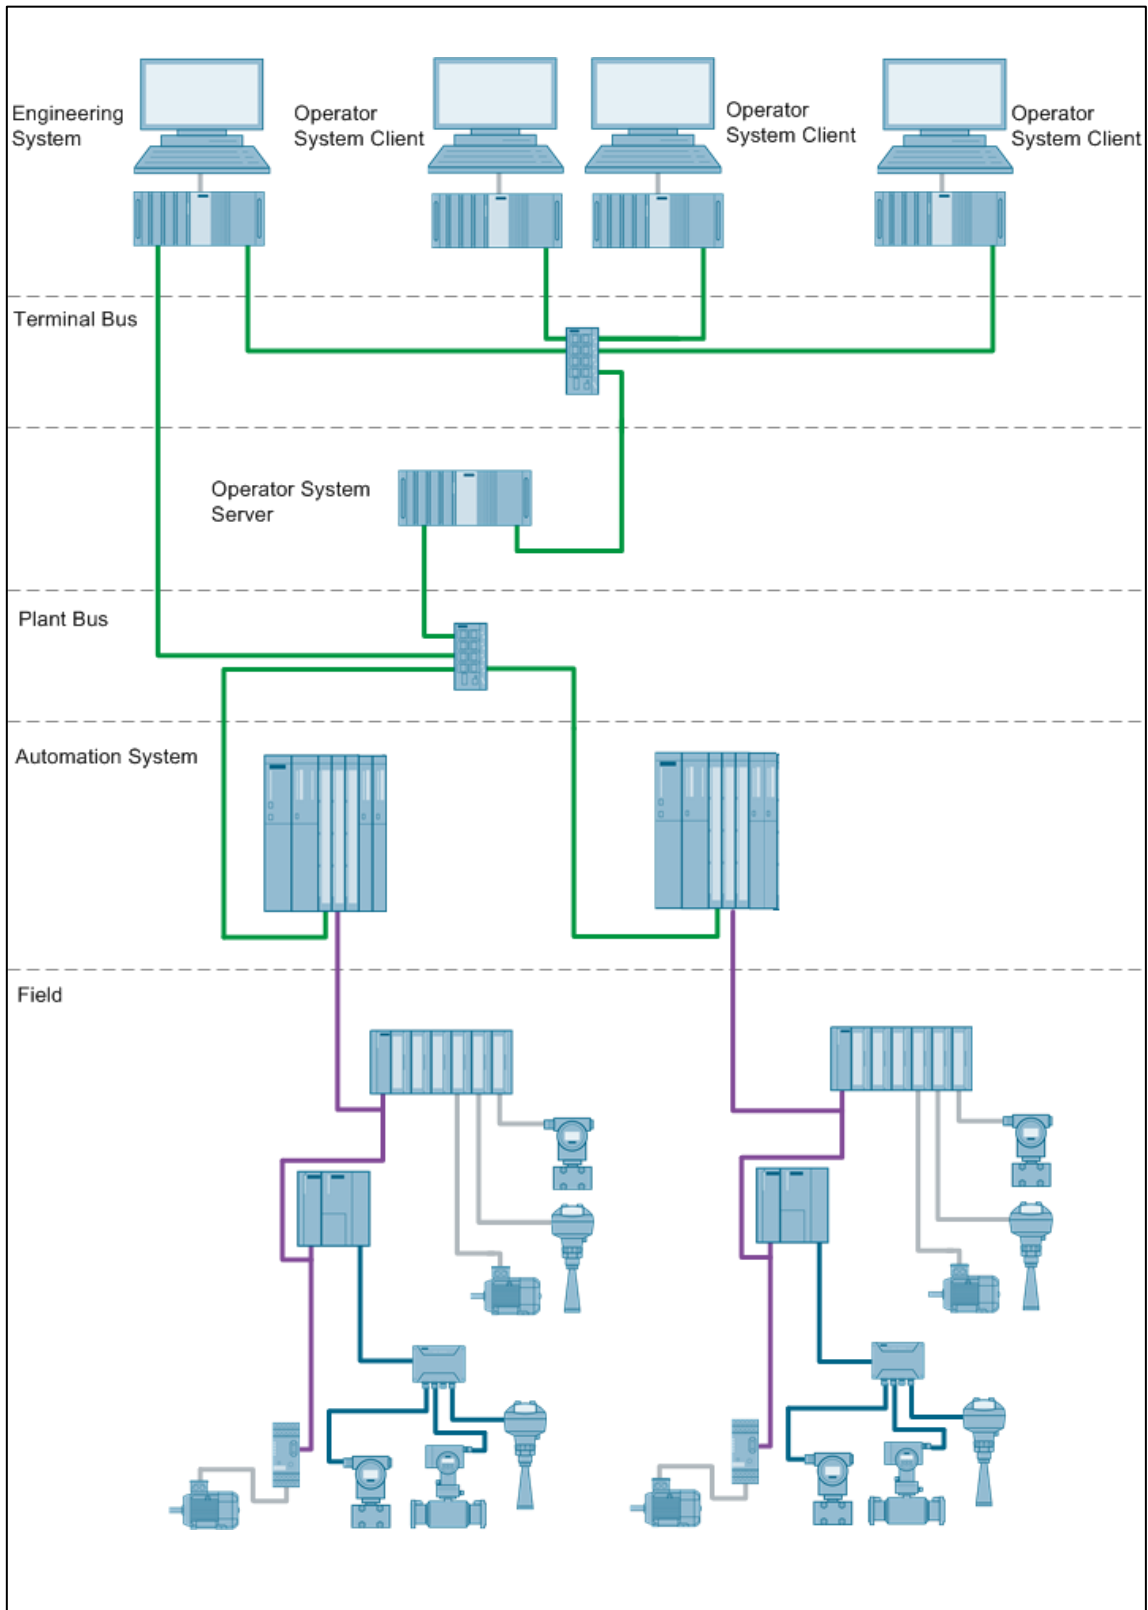 Engineering
System
Operator
System Client
Operator
System Client
Operator
System Client
Terminal Bus
Operator System
Server
Plant Bus
Automation System
Field